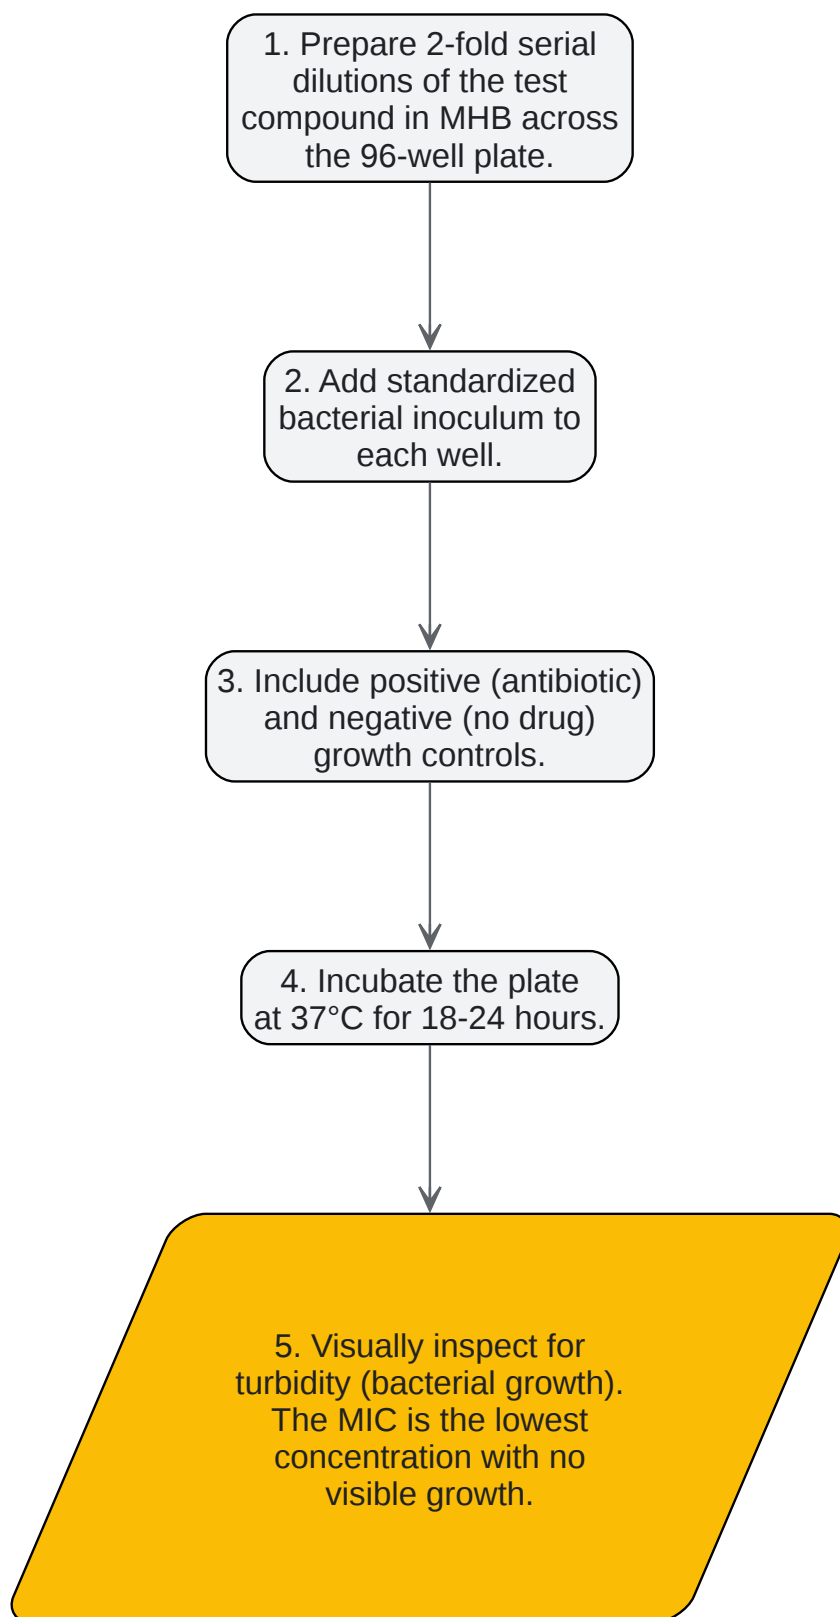 1. Prepare 2-fold serial
dilutions of the test
compound in MHB across
the 96-well plate.
2. Add standardized
bacterial inoculum to
each well.
3. Include positive (antibiotic)
and negative (no drug)
growth controls.
4. Incubate the plate
at 37°C for 18-24 hours.
5. Visually inspect for
turbidity (bacterial growth).
The MIC is the lowest
concentration with no
visible growth.